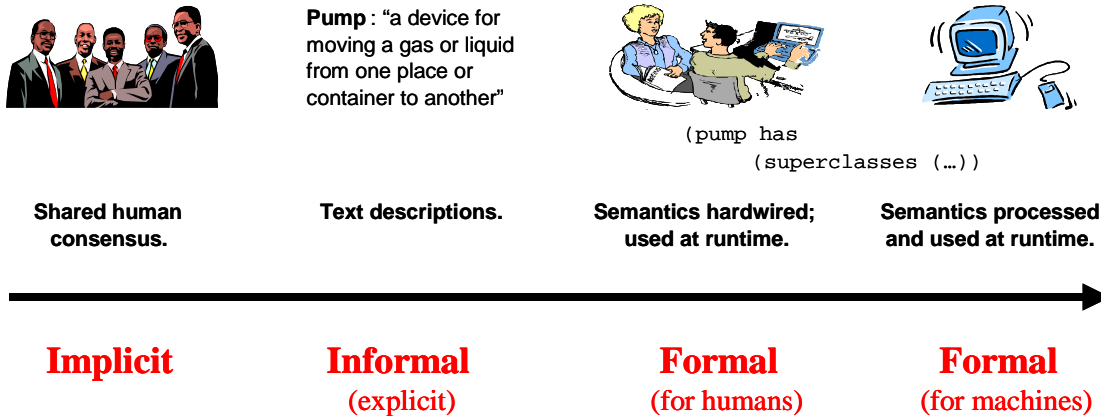 Pump : “a device for
moving a gas or liquid
from one place or
container to another”
(pump has
(superclasses (…))
Shared human
consensus.
Text descriptions.
Semantics hardwired;
used at runtime.
Semantics processed
and used at runtime.
Implicit
Informal
(explicit)
Formal
(for humans)
Formal
(for machines)